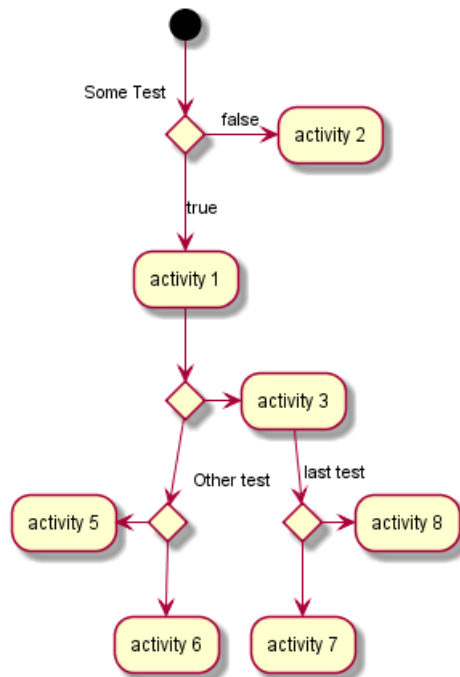 Some Test
false
activity 2
true
activity 1
activity 3
Other test
last test
activity 5
activity 8
activity 6
activity 7